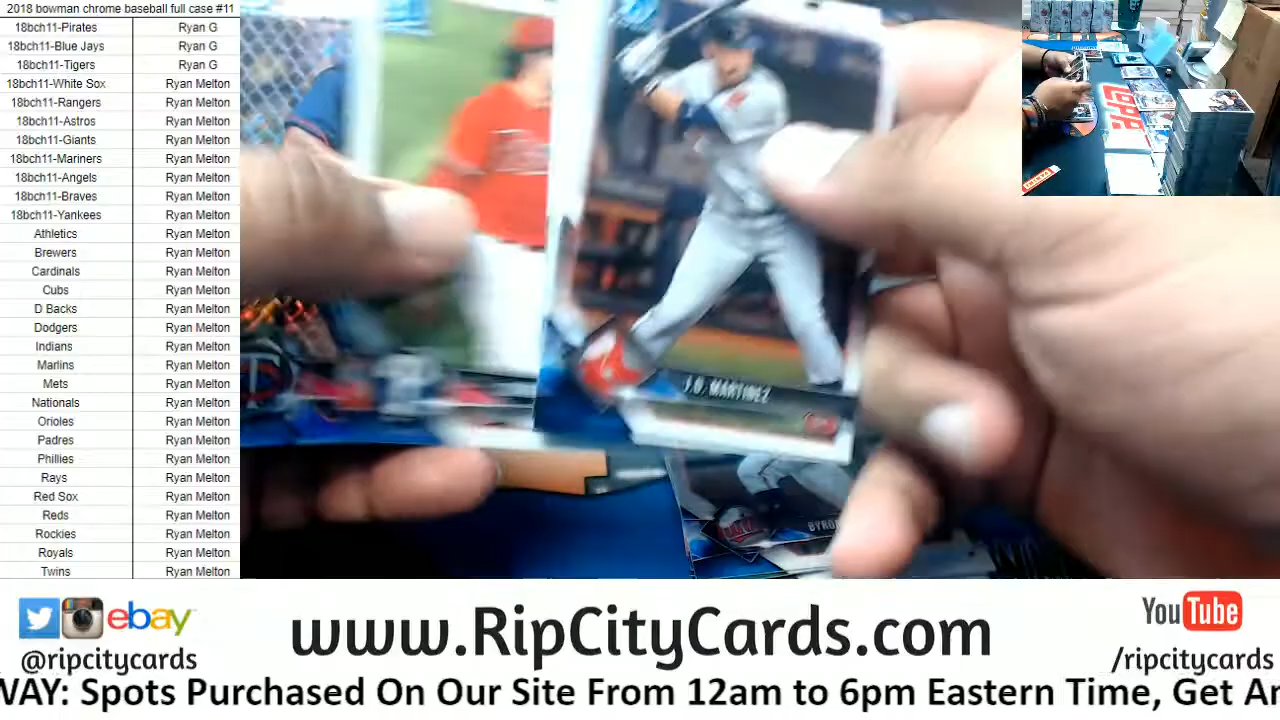 2018 bowman chrome baseball full case #11
18bch11-Pirates Ryan G
18bch11-Blue Jays Ryan G
18bch11-Tigers Ryan G
18bch11-White Sox Ryan Melton
18bch11-Rangers Ryan Melton
18bch11-Astros Ryan Melton
18bch11-Giants Ryan Melton
18bch11-Mariners Ryan Melton
18bch11-Angels Ryan Melton
18bch11-Braves Ryan Melton
18bch11-Yankees Ryan Melton
Athletics Ryan Melton
Brewers Ryan Melton
Cardinals Ryan Melton
Cubs Ryan Melton
D Backs Ryan Melton
Dodgers Ryan Melton
Indians Ryan Melton
Marlins Ryan Melton
Mets Ryan Melton
Nationals Ryan Melton
Orioles Ryan Melton
Padres Ryan Melton
Phillies Ryan Melton
Rays Ryan Melton
Red Sox Ryan Melton
Reds Ryan Melton
Rockies Ryan Melton
Royals Ryan Melton
Twins Ryan Melton
J.D. MARTINEZ
BYRON
ebay
@ripcitycards
www.RipCityCards.com
YouTube
/ripcitycards
WAY: Spots Purchased On Our Site From 12am to 6pm Eastern Time, Get Ar